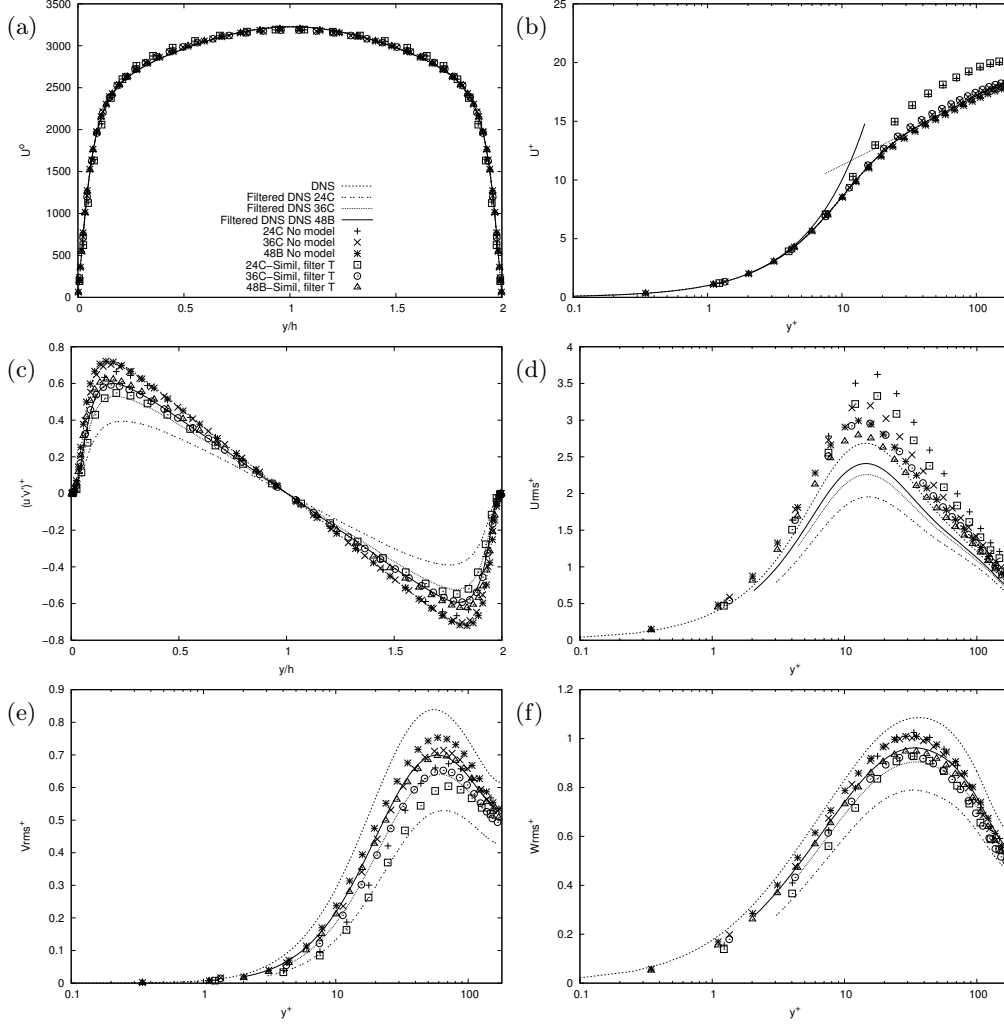 (a)
3500
3000
2500
2000
1500
1000
500
0
U°
0
0.5
1
1.5
2
y/h
DNS
Filtered DNS 24C
Filtered DNS 36C
Filtered DNS DNS 48B
24C No model
36C No model
48B No model
24C−Simil, filter T
36C−Simil, filter T
48B−Simil, filter T
(b)
25
20
15
10
5
0
U+
0.1
1
10
100
y+
(c)
0.8
0.6
0.4
0.2
0
−0.2
−0.4
−0.6
−0.8
(u'v')+
0
0.5
1
1.5
2
y/h
(d)
4
3.5
3
2.5
2
1.5
1
0.5
0
Urms+
0.1
1
10
100
y+
(e)
0.9
0.8
0.7
0.6
0.5
0.4
0.3
0.2
0.1
0
Vrms+
0.1
1
10
100
y+
(f)
1.2
1
0.8
0.6
0.4
0.2
0
Wrms+
0.1
1
10
100
y+